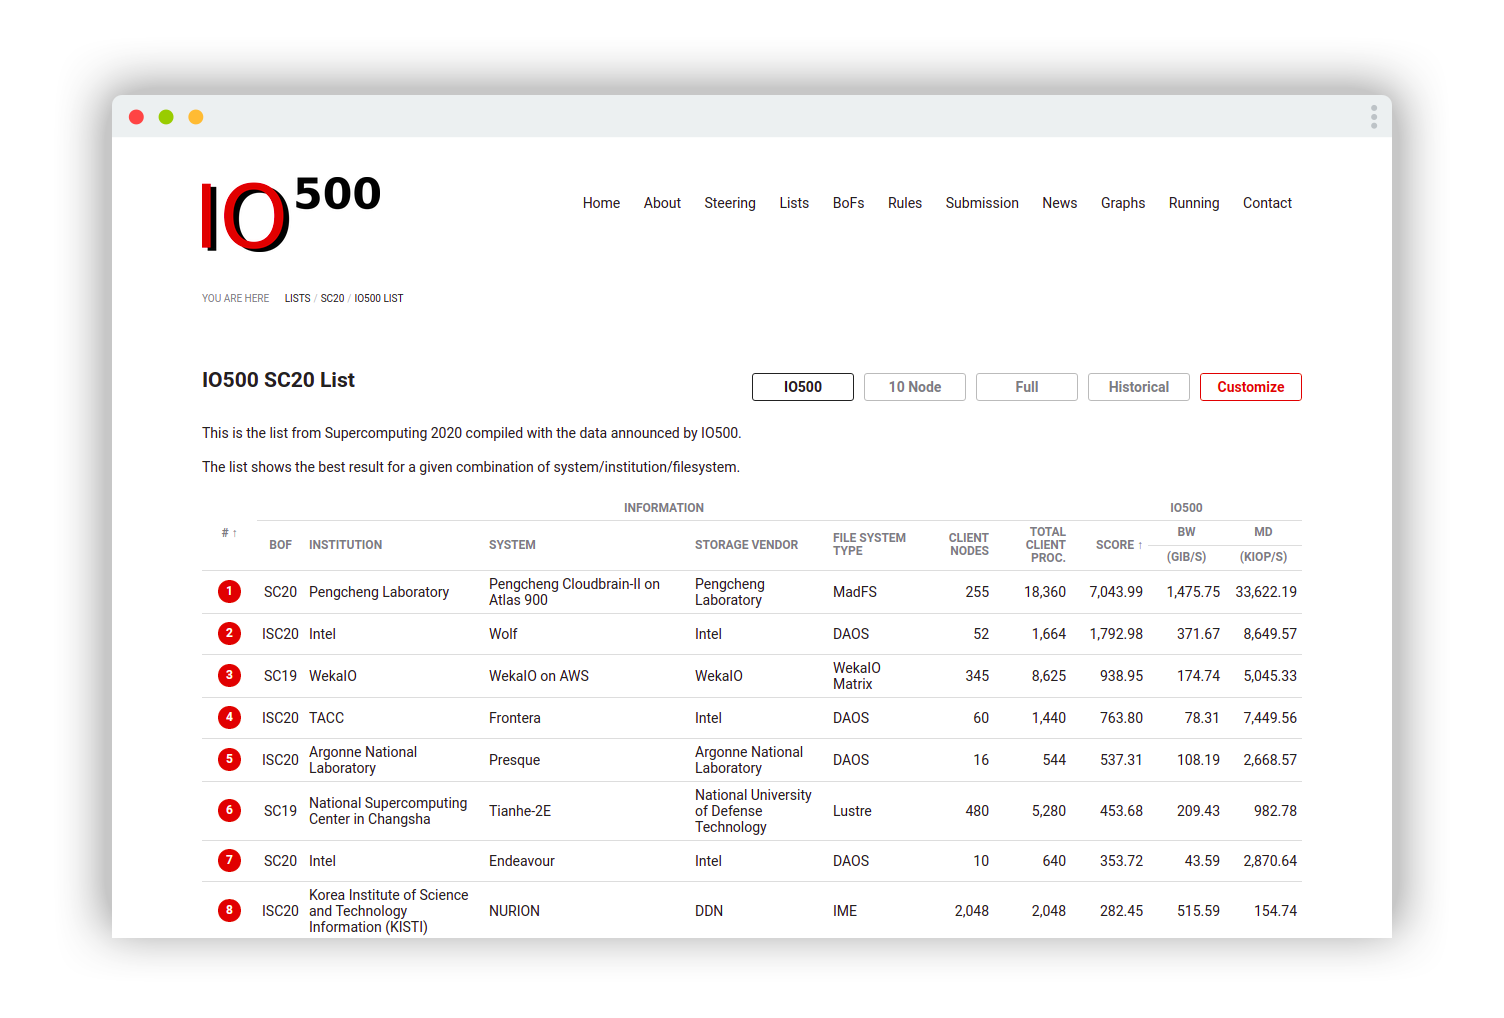 IO500
Home About Steering Lists BoFs Rules Submission News Graphs Running Contact
YOU ARE HERE LISTS / SC20 / IO500 LIST
IO500 SC20 List
IO500 10 Node Full Historical Customize
This is the list from Supercomputing 2020 compiled with the data announced by IO500.
The list shows the best result for a given combination of system/institution/filesystem.
INFORMATION IO500
# ↑ BOF INSTITUTION SYSTEM STORAGE VENDOR FILE SYSTEM TYPE CLIENT NODES TOTAL CLIENT PROC. SCORE ↑ BW MD
(GIB/S) (KIOP/S)
1 SC20 Pengcheng Laboratory Pengcheng Cloudbrain-II on Atlas 900 Pengcheng Laboratory MadFS 255 18,360 7,043.99 1,475.75 33,622.19
2 ISC20 Intel Wolf Intel DAOS 52 1,664 1,792.98 371.67 8,649.57
3 SC19 WekaIO WekaIO on AWS WekaIO WekaIO Matrix 345 8,625 938.95 174.74 5,045.33
4 ISC20 TACC Frontera Intel DAOS 60 1,440 763.80 78.31 7,449.56
5 ISC20 Argonne National Laboratory Presque Argonne National Laboratory DAOS 16 544 537.31 108.19 2,668.57
6 SC19 National Supercomputing Center in Changsha Tianhe-2E National University of Defense Technology Lustre 480 5,280 453.68 209.43 982.78
7 SC20 Intel Endeavour Intel DAOS 10 640 353.72 43.59 2,870.64
8 ISC20 Korea Institute of Science and Technology Information (KISTI) NURION DDN IME 2,048 2,048 282.45 515.59 154.74